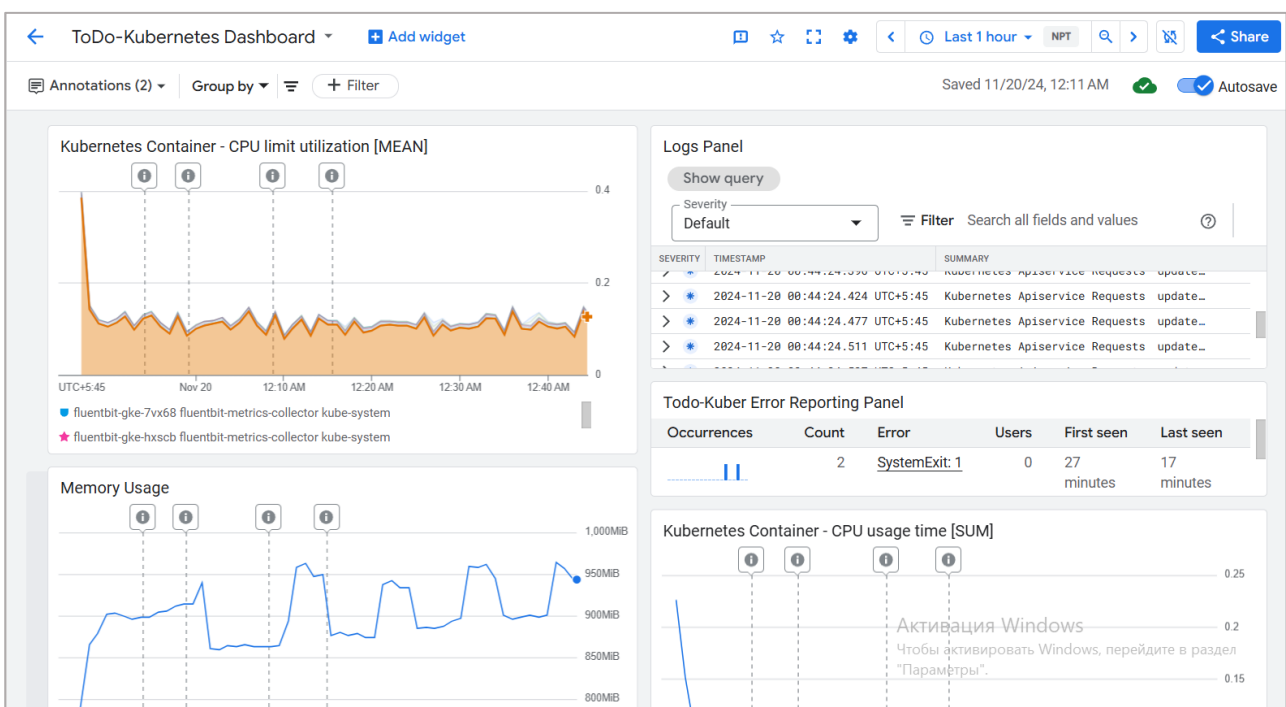 ToDo-Kubernetes Dashboard
Add widget
Last 1 hour
NPT
Share
Annotations (2)
Group by
Filter
Saved 11/20/24, 12:11 AM
Autosave
Kubernetes Container - CPU limit utilization [MEAN]
0.4
0.2
0
UTC+5:45
Nov 20
12:10 AM
12:20 AM
12:30 AM
12:40 AM
fluentbit-gke-7vx68 fluentbit-metrics-collector kube-system
fluentbit-gke-hxscb fluentbit-metrics-collector kube-system
Logs Panel
Show query
Severity
Default
Filter Search all fields and values
SEVERITY TIMESTAMP SUMMARY
Kubernetes Apiservice Requests update…
2024-11-20 00:44:24.424 UTC+5:45 Kubernetes Apiservice Requests update…
2024-11-20 00:44:24.477 UTC+5:45 Kubernetes Apiservice Requests update…
2024-11-20 00:44:24.511 UTC+5:45 Kubernetes Apiservice Requests update…
Todo-Kuber Error Reporting Panel
Occurrences Count Error Users First seen Last seen
2 SystemExit: 1 0 27 minutes 17 minutes
Memory Usage
1,000MiB
950MiB
900MiB
850MiB
800MiB
Kubernetes Container - CPU usage time [SUM]
0.25
0.2
0.15
Активация Windows
Чтобы активировать Windows, перейдите в раздел
"Параметры".